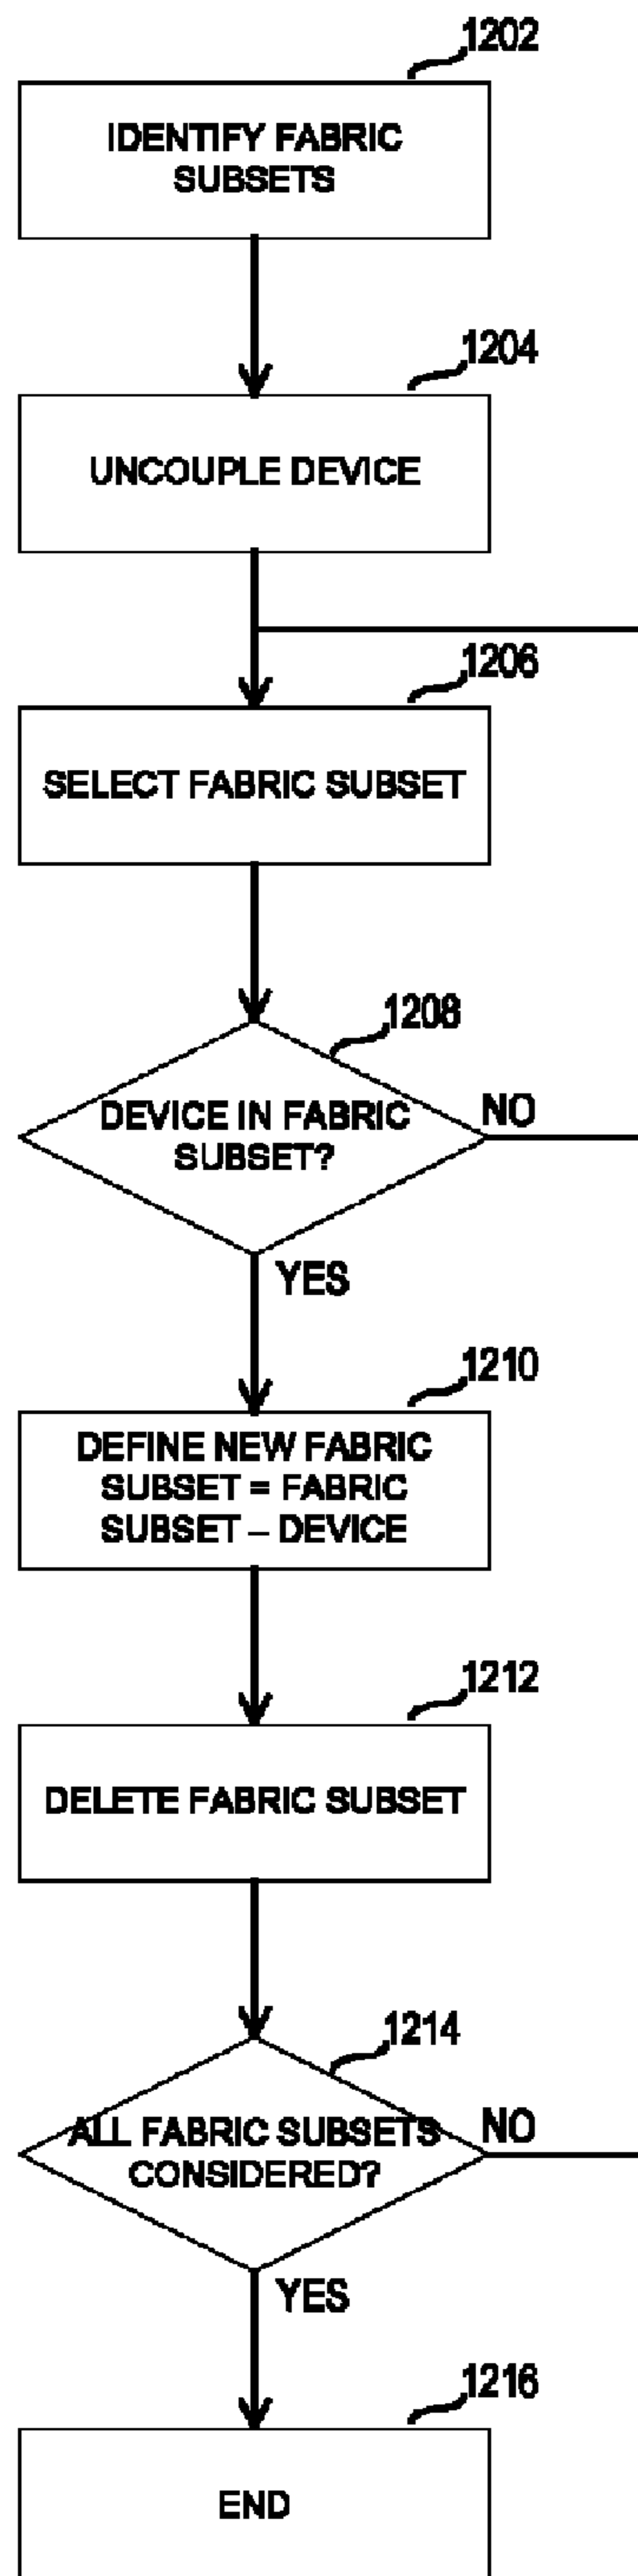 1202
IDENTIFY FABRIC
SUBSETS
1204
UNCOUPLE DEVICE
1206
SELECT FABRIC SUBSET
1208
DEVICE IN FABRIC
SUBSET?
NO
YES
1210
DEFINE NEW FABRIC
SUBSET = FABRIC
SUBSET – DEVICE
1212
DELETE FABRIC SUBSET
1214
ALL FABRIC SUBSETS
CONSIDERED?
NO
YES
1216
END